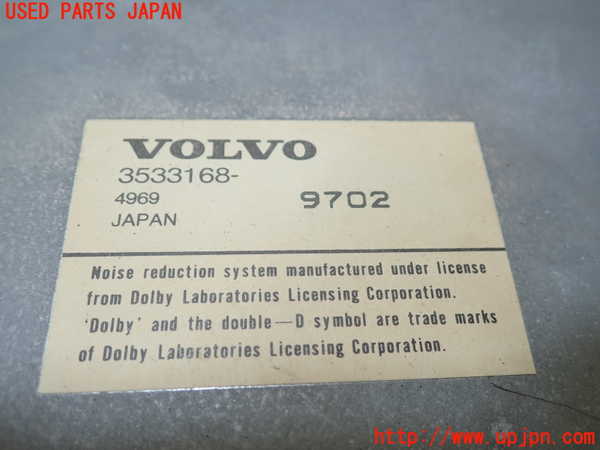 USED PARTS JAPAN
VOLVO
3533168-
4969
9702
JAPAN
Noise reduction system manufactured under license
from Dolby Laboratories Licensing Corporation.
'Dolby' and the double—D symbol are trade marks
of Dolby Laboratories Licensing Corporation.
http://www.upjpn.com/